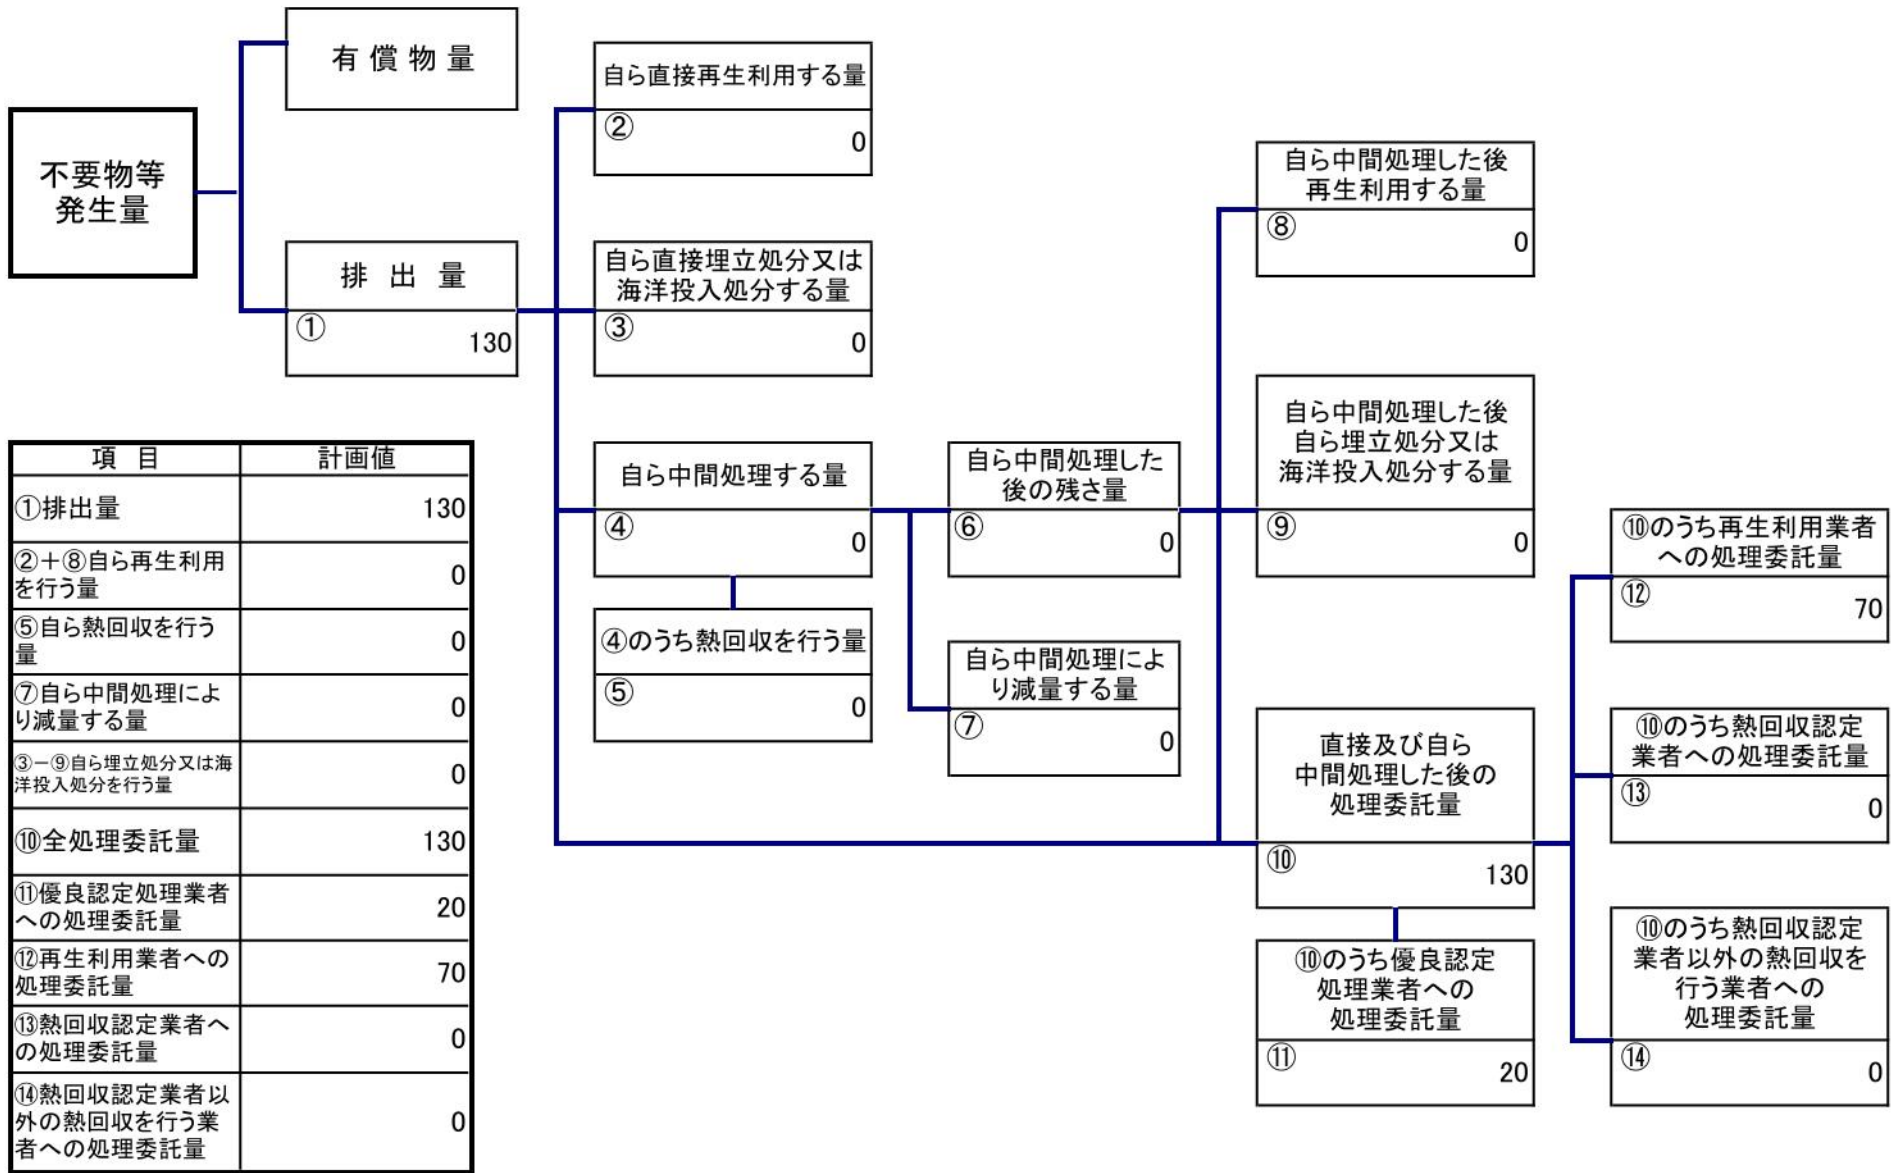 有 償 物 量
不要物等
発生量
排 出 量
①
130
自ら直接再生利用する量
②
0
自ら直接埋立処分又は
海洋投入処分する量
③
0
自ら中間処理する量
④
0
④のうち熱回収を行う量
⑤
0
自ら中間処理した
後の残さ量
⑥
0
自ら中間処理によ
り減量する量
⑦
0
自ら中間処理した後
再生利用する量
⑧
0
自ら中間処理した後
自ら埋立処分又は
海洋投入処分する量
⑨
0
直接及び自ら
中間処理した後の
処理委託量
⑩
130
⑩のうち優良認定
処理業者への
処理委託量
⑪
20
⑩のうち再生利用業者
への処理委託量
⑫
70
⑩のうち熱回収認定
業者への処理委託量
⑬
0
⑩のうち熱回収認定
業者以外の熱回収を
行う業者への
処理委託量
⑭
0
項 目 計画値
①排出量 130
②＋⑧自ら再生利用
を行う量 0
⑤自ら熱回収を行う
量 0
⑦自ら中間処理によ
り減量する量 0
③－⑨自ら埋立処分又は海
洋投入処分を行う量 0
⑩全処理委託量 130
⑪優良認定処理業者
への処理委託量 20
⑫再生利用業者への
処理委託量 70
⑬熱回収認定業者へ
の処理委託量 0
⑭熱回収認定業者以
外の熱回収を行う業
者への処理委託量 0